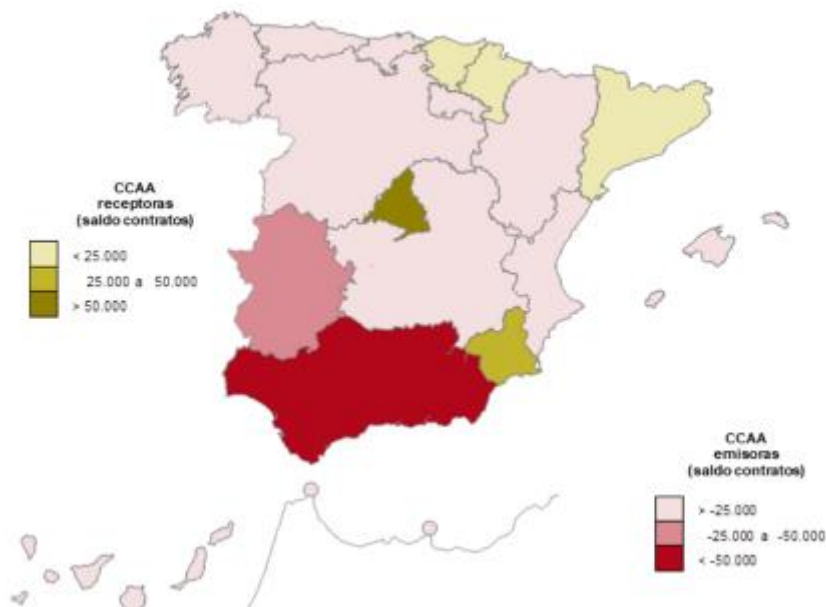 CCAA
receptoras
(saldo contratos)
< 25.000
25.000 a 50.000
> 50.000
CCAA
emisoras
(saldo contratos)
> -25.000
-25.000 a -50.000
< -50.000